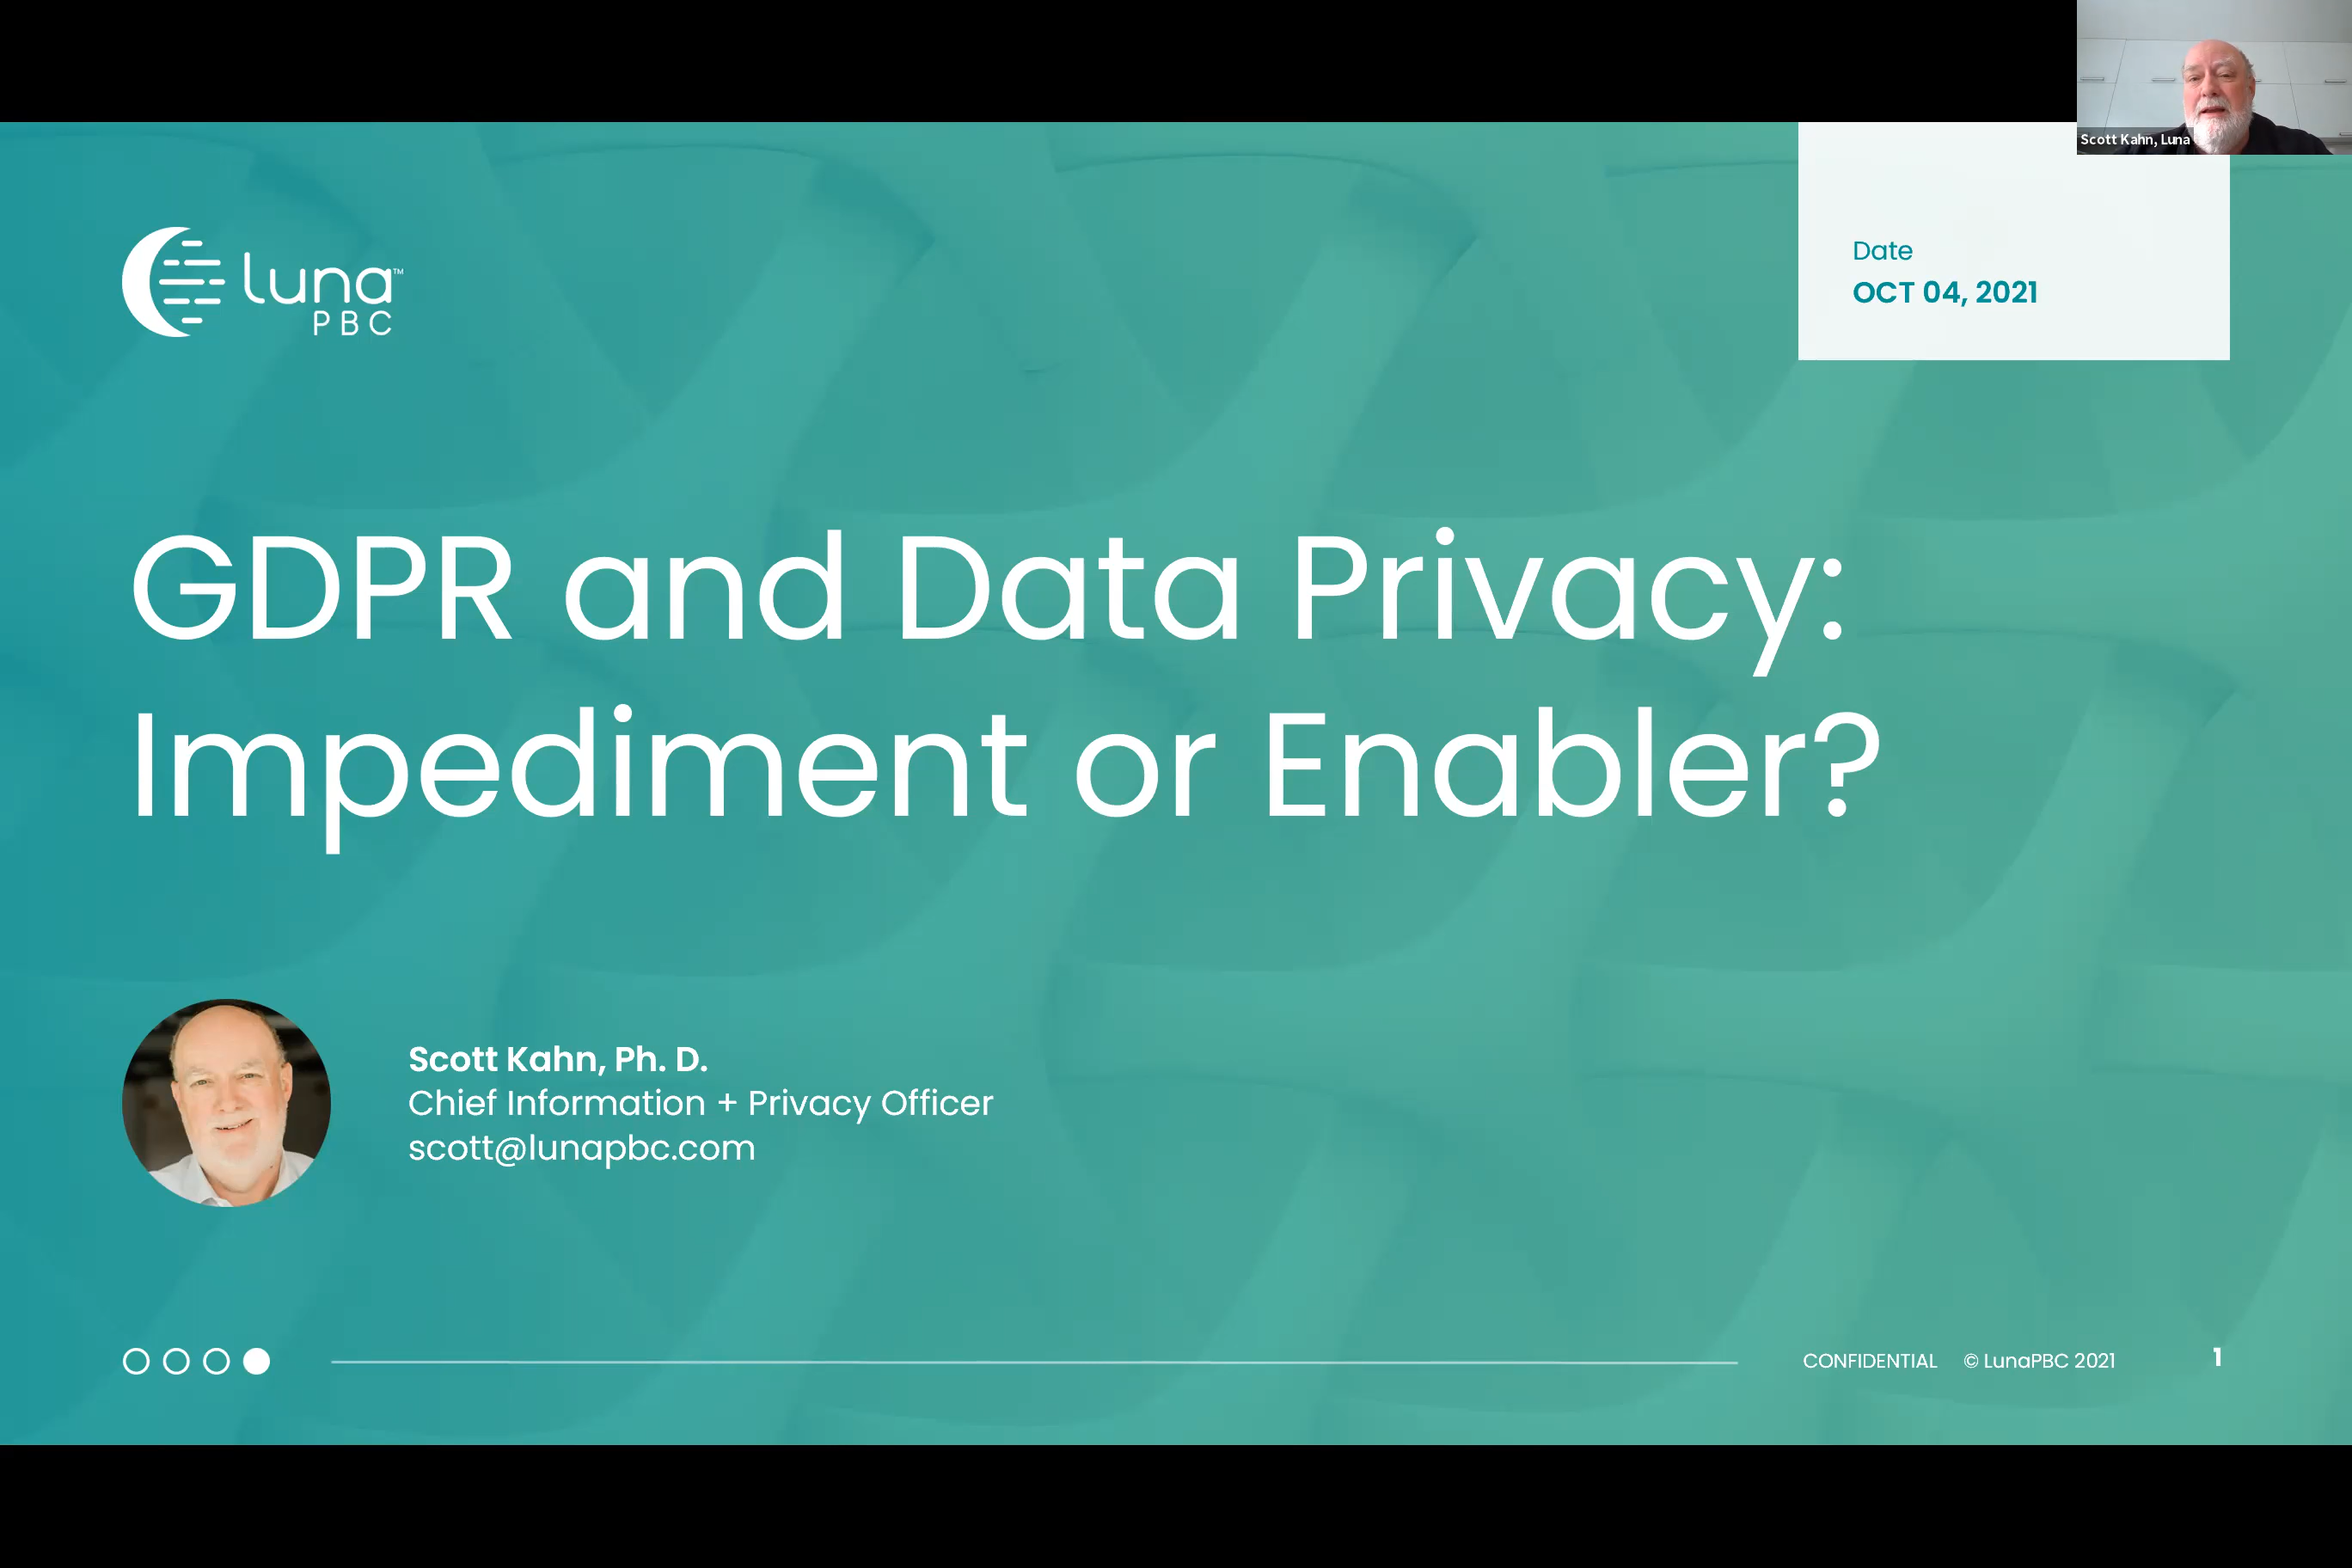 Scott Kahn, Luna
luna™
PBC
Date
OCT 04, 2021
GDPR and Data Privacy:
Impediment or Enabler?
Scott Kahn, Ph. D.
Chief Information + Privacy Officer
scott@lunapbc.com
CONFIDENTIAL © LunaPBC 2021 1